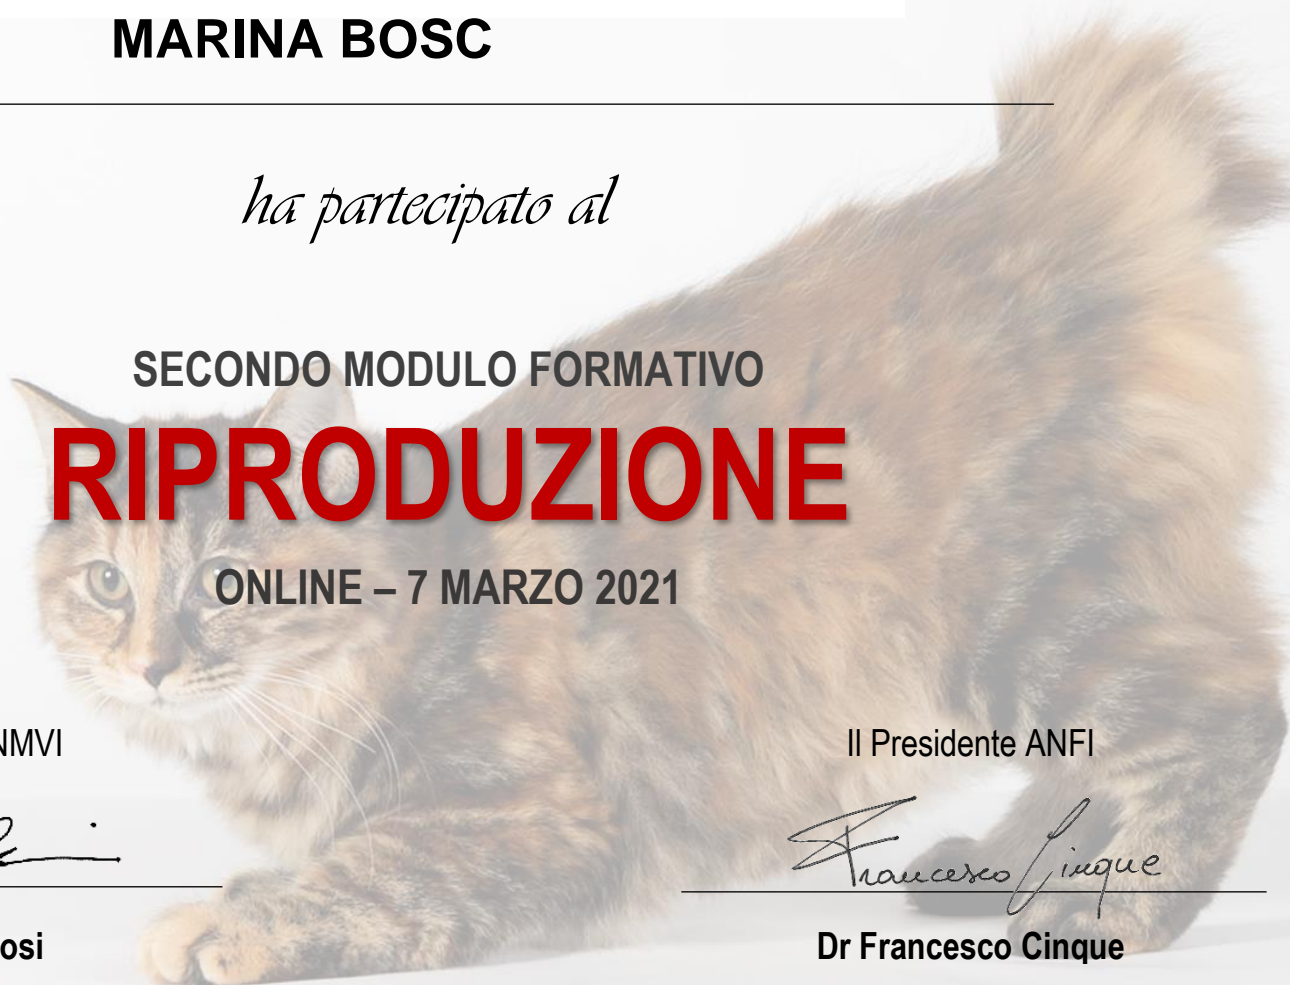 MARINA BOSC
ha partecipato al
SECONDO MODULO FORMATIVO
RIPRODUZIONE
ONLINE – 7 MARZO 2021
NMVI
Il Presidente ANFI
Francesco Cinque
osi
Dr Francesco Cinque